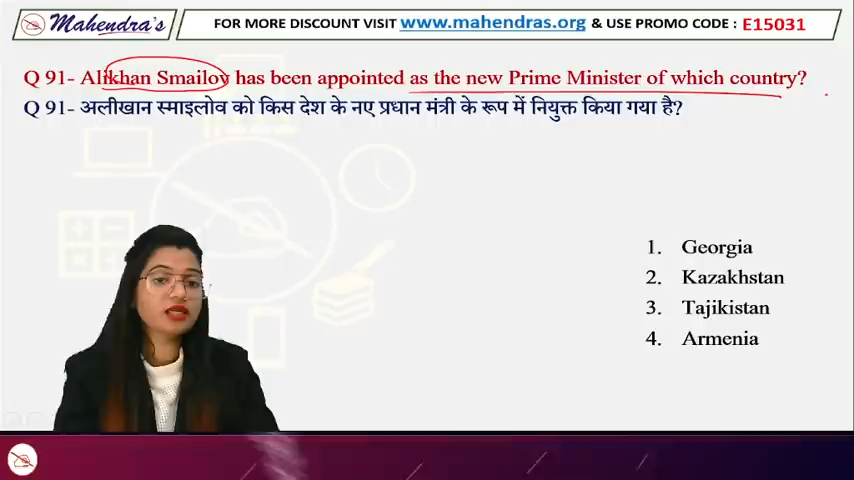 Mahendra's
FOR MORE DISCOUNT VISIT www.mahendras.org & USE PROMO CODE : E15031
Q 91- Alikhan Smailov has been appointed as the new Prime Minister of which country?
Q 91- अलीखान स्माइलोव को किस देश के नए प्रधान मंत्री के रूप में नियुक्त किया गया है?
1. Georgia
2. Kazakhstan
3. Tajikistan
4. Armenia